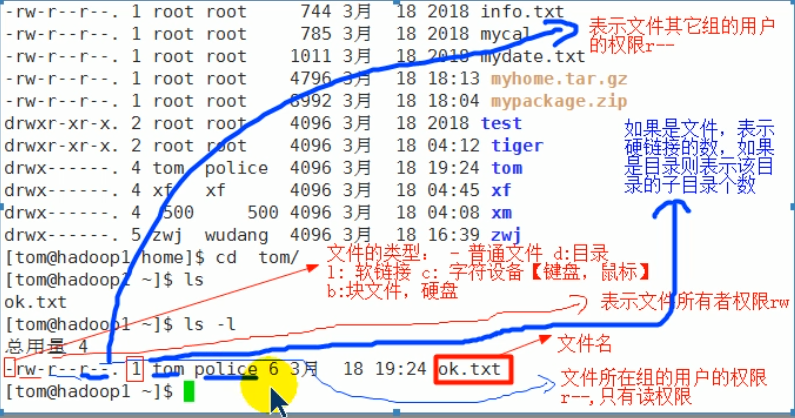 -rw-r--r--. 1 root root 744 3月 18 2018 info.txt
-rw-r--r--. 1 root root 785 3月 18 2018 mycal
-rw-r--r--. 1 root root 1011 3月 18 2018 mydate.txt
-rw-r--r--. 1 root root 4796 3月 18 18:13 myhome.tar.gz
-rw-r--r--. 1 root root 8992 3月 18 18:04 mypackage.zip
drwxr-xr-x. 2 root root 4096 3月 18 2018 test
drwxr-xr-x. 2 root root 4096 3月 18 04:12 tiger
drwx------. 4 tom police 4096 3月 18 19:24 tom
drwx------. 4 xf xf 4096 3月 18 04:45 xf
drwx------. 4 500 500 4096 3月 18 04:08 xm
drwx------. 5 zwj wudang 4096 3月 18 16:39 zwj
[tom@hadoop1 home]$ cd tom/
[tom@hadoop1 ~]$ ls
ok.txt
[tom@hadoop1 ~]$ ls -l
总用量 4
-rw-r--r--. 1 tom police 6 3月 18 19:24 ok.txt
[tom@hadoop1 ~]$
表示文件其它组的用户
的权限r--
如果是文件，表示
硬链接的数，如果
是目录则表示该目
录的子目录个数
文件的类型： - 普通文件 d:目录
l: 软链接 c: 字符设备【键盘，鼠标】
b:块文件，硬盘
表示文件所有者权限rw
文件名
文件所在组的用户的权限
r--,只有读权限